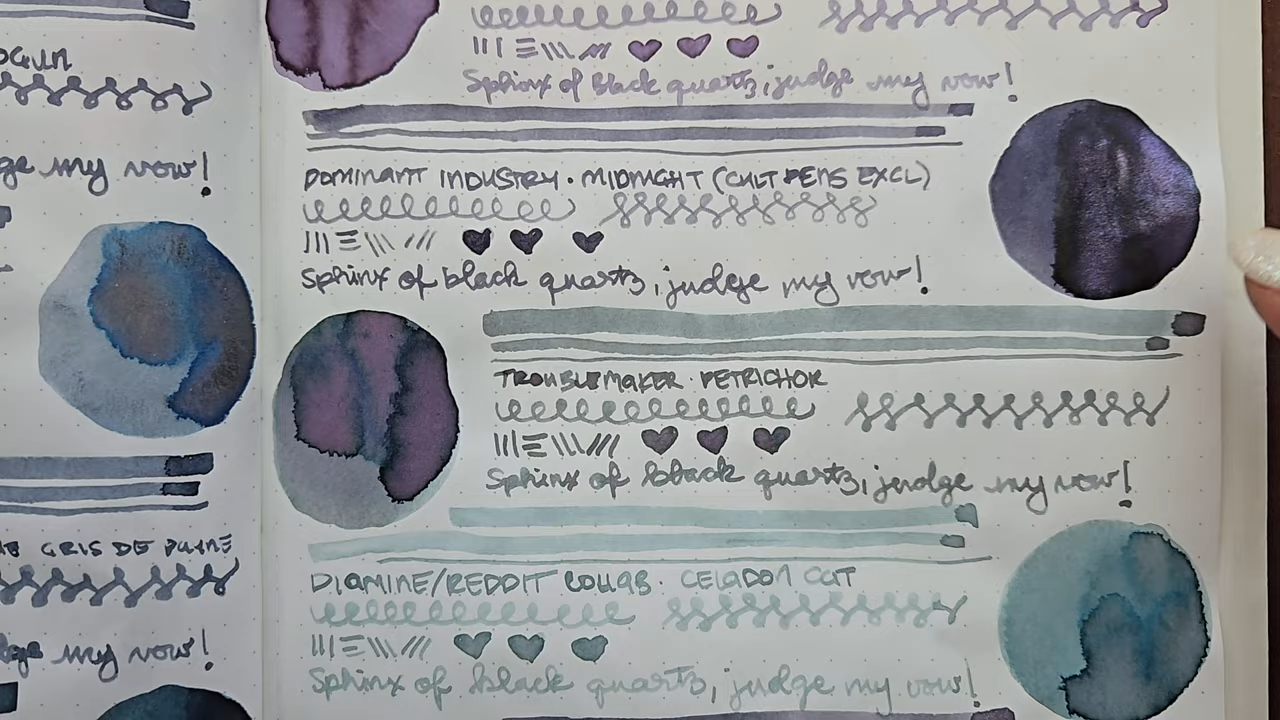 OGUM
ge my vow!
GRIS DE
my vow!
Sphinx of black quartz, judge my vow!
DOMINANT INDUSTRY · MIDNIGHT (CULT PENS EXCL)
Sphinx of black quartz, judge my vow!
TROUBLEMAKER · PETRICHOR
Sphinx of black quartz, judge my vow!
DIAMINE/REDDIT COLLAB · CELADON CAT
Sphinx of black quartz, judge my vow!